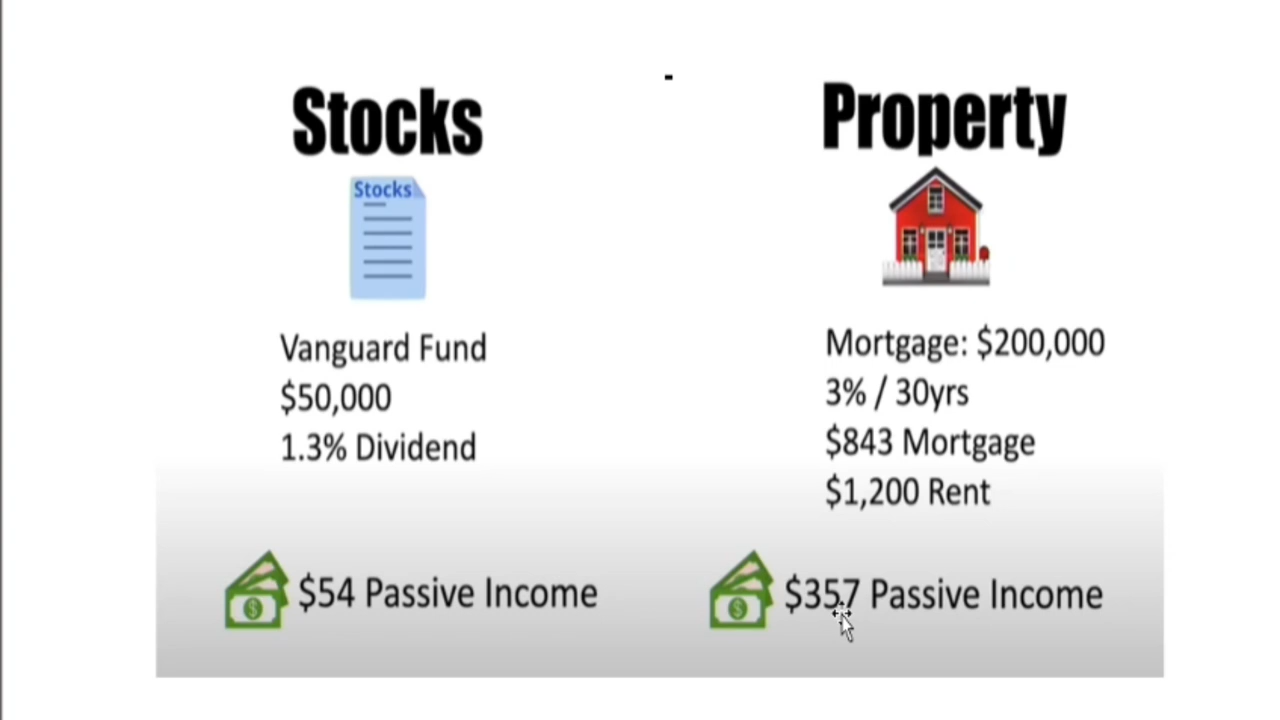 Stocks
Stocks
Vanguard Fund
$50,000
1.3% Dividend
$54 Passive Income
Property
Mortgage: $200,000
3% / 30yrs
$843 Mortgage
$1,200 Rent
$357 Passive Income